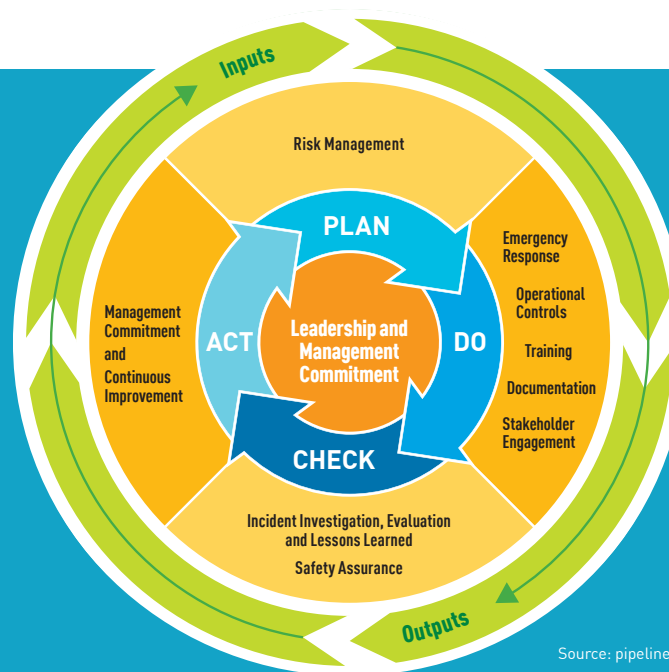 Inputs
Risk Management
PLAN
Emergency
Response
Operational
Controls
Training
Documentation
Stakeholder
Engagement
DO
Leadership and
Management
Commitment
ACT
Management
Commitment
and
Continuous
Improvement
CHECK
Incident Investigation, Evaluation
and Lessons Learned
Safety Assurance
Outputs
Source: pipeline